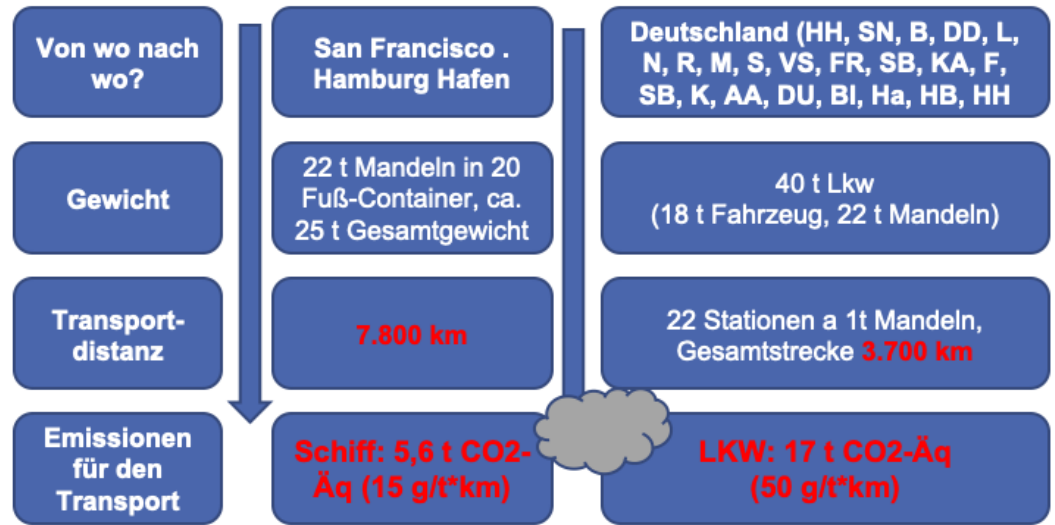 Von wo nach
wo?
San Francisco .
Hamburg Hafen
Deutschland (HH, SN, B, DD, L,
N, R, M, S, VS, FR, SB, KA, F,
SB, K, AA, DU, BI, Ha, HB, HH
Gewicht
22 t Mandeln in 20
Fuß-Container, ca.
25 t Gesamtgewicht
40 t Lkw
(18 t Fahrzeug, 22 t Mandeln)
Transport-
distanz
7.800 km
22 Stationen a 1t Mandeln,
Gesamtstrecke 3.700 km
Emissionen
für den
Transport
Schiff: 5,6 t CO2-
Äq (15 g/t*km)
LKW: 17 t CO2-Äq
(50 g/t*km)